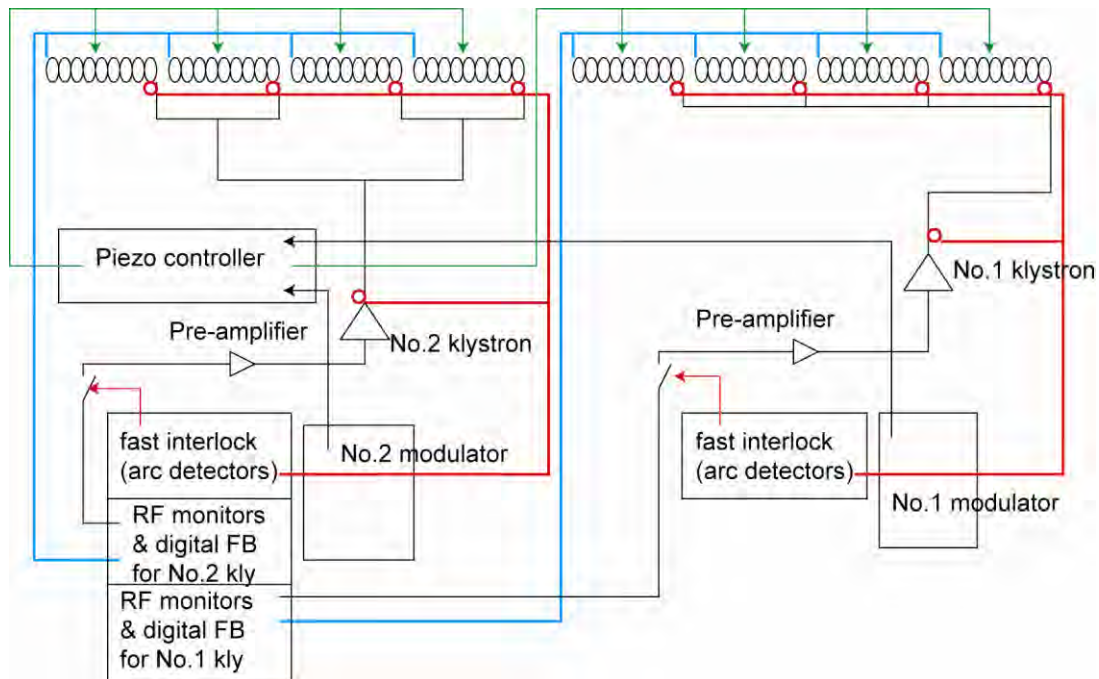 Piezo controller
No.1 klystron
Pre-amplifier
Pre-amplifier
No.2 klystron
fast interlock
(arc detectors)
No.2 modulator
fast interlock
(arc detectors)
No.1 modulator
RF monitors
& digital FB
for No.2 kly
RF monitors
& digital FB
for No.1 kly